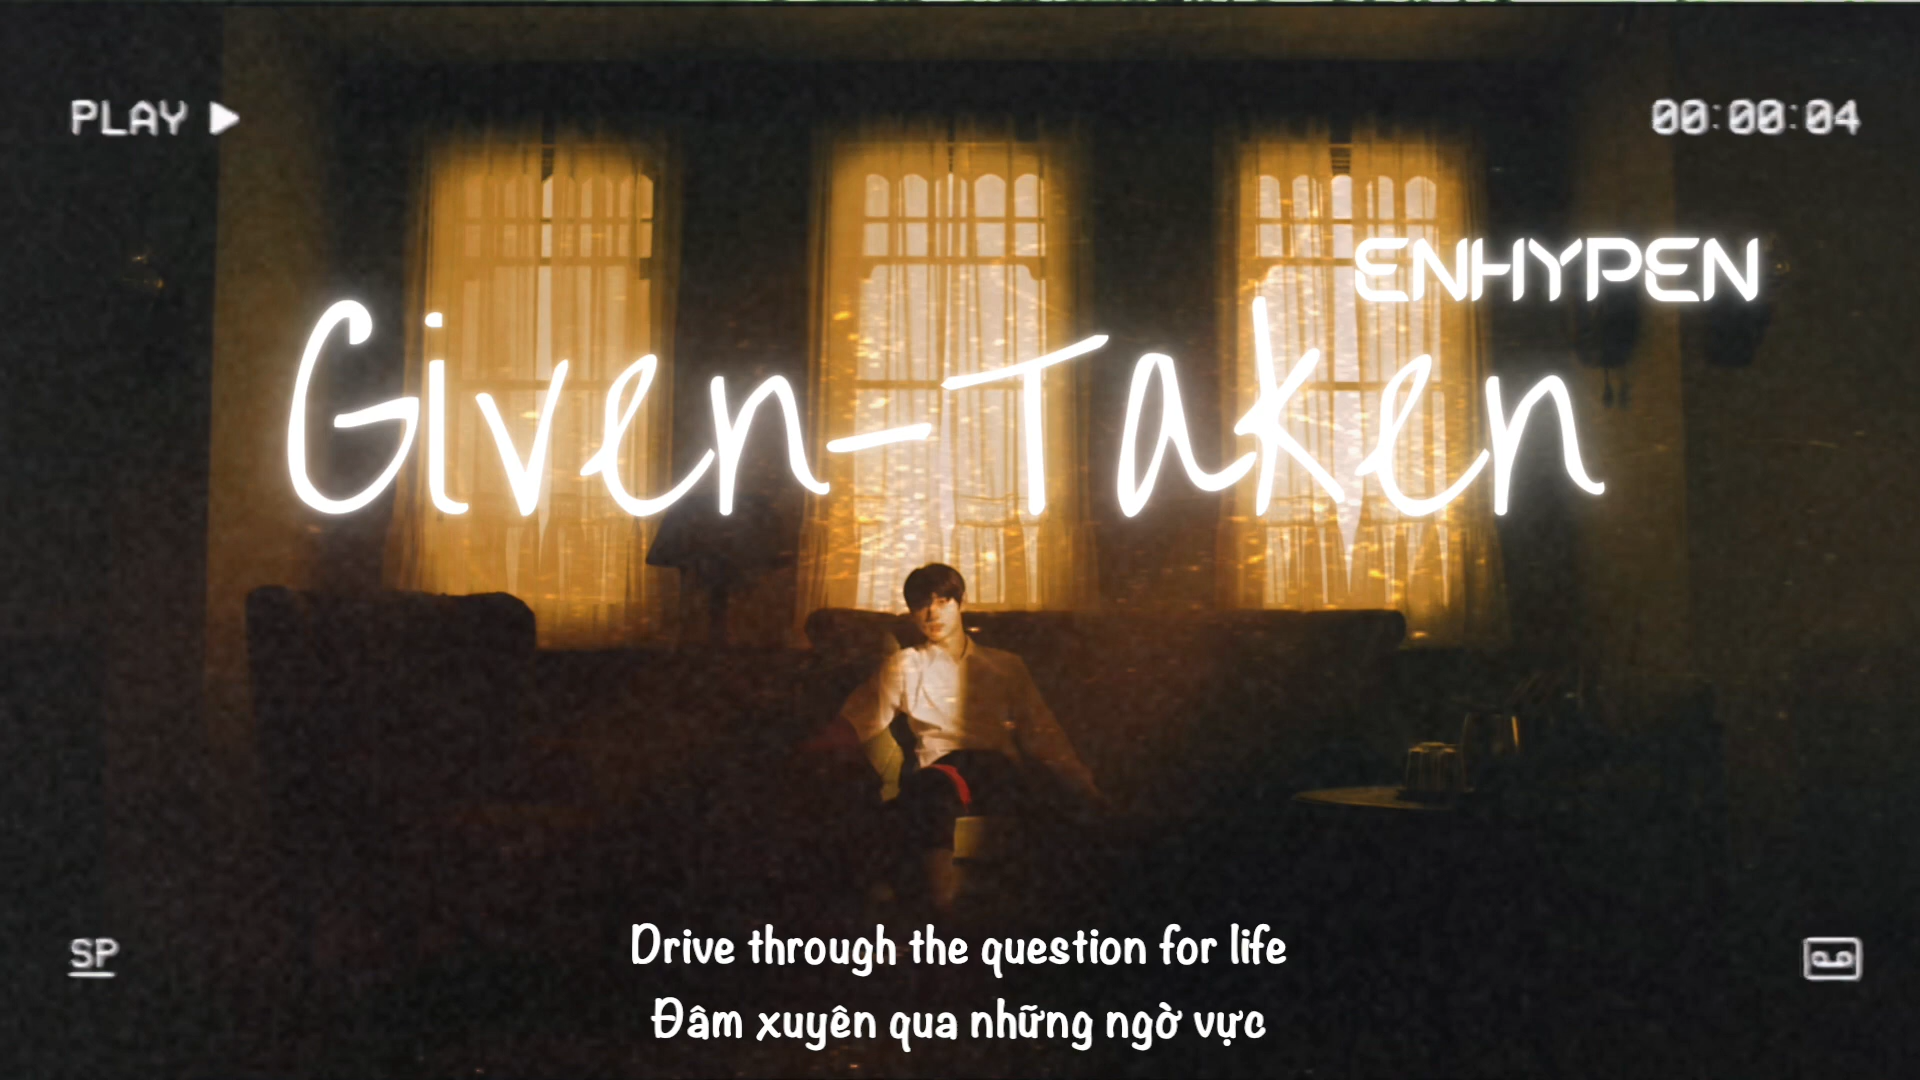 PLAY ▶
00:00:04
ENHYPEN
Given-Taken
SP
Drive through the question for life
Đâm xuyên qua những ngờ vực